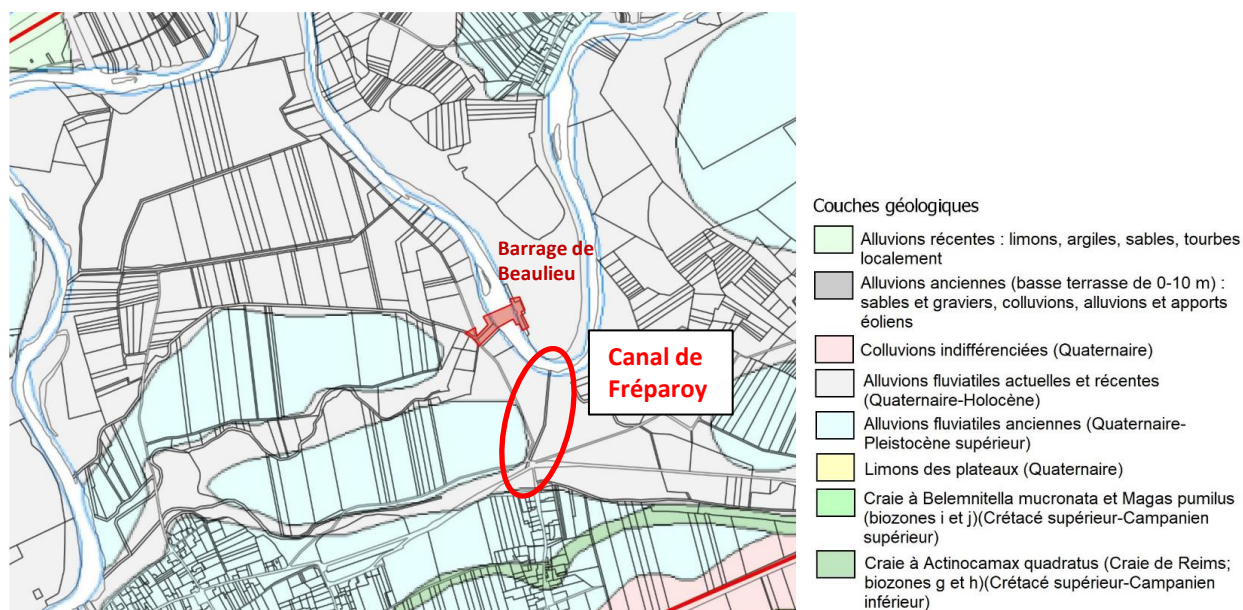 Barrage de
Beaulieu
Canal de
Fréparoy
Couches géologiques
Alluvions récentes : limons, argiles, sables, tourbes
localement
Alluvions anciennes (basse terrasse de 0-10 m) :
sables et graviers, colluvions, alluvions et apports
éoliens
Colluvions indifférenciées (Quaternaire)
Alluvions fluviatiles actuelles et récentes
(Quaternaire-Holocène)
Alluvions fluviatiles anciennes (Quaternaire-
Pleistocène supérieur)
Limons des plateaux (Quaternaire)
Craie à Belemnitella mucronata et Magas pumilus
(biozones i et j)(Crétacé supérieur-Campanien
supérieur)
Craie à Actinocamax quadratus (Craie de Reims;
biozones g et h)(Crétacé supérieur-Campanien
inférieur)